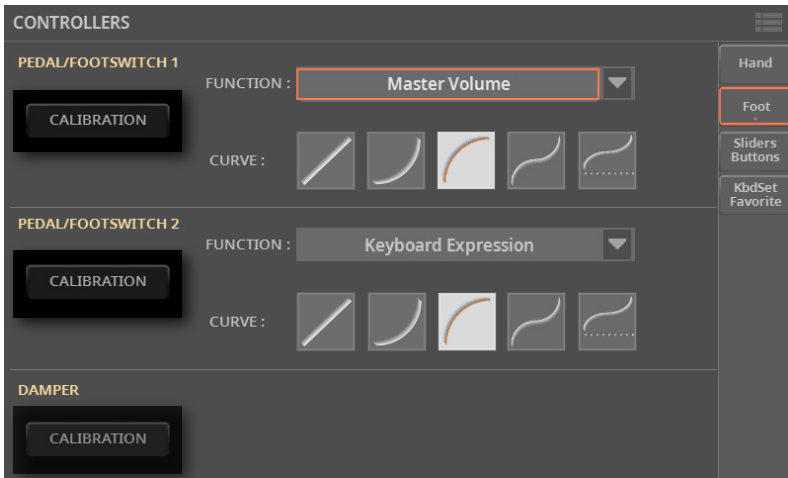 CONTROLLERS
PEDAL/FOOTSWITCH 1
FUNCTION :
Master Volume
CALIBRATION
CURVE :
PEDAL/FOOTSWITCH 2
FUNCTION :
Keyboard Expression
CALIBRATION
CURVE :
DAMPER
CALIBRATION
Hand
Foot
Sliders
Buttons
KbdSet
Favorite